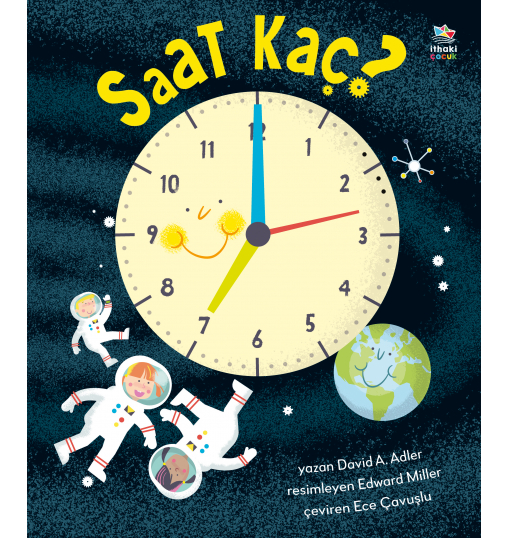 Saat Kaç?
ithaki
çocuk
12
1
2
3
4
5
6
7
8
9
10
11
yazan David A. Adler
resimleyen Edward Miller
çeviren Ece Çavuşlu